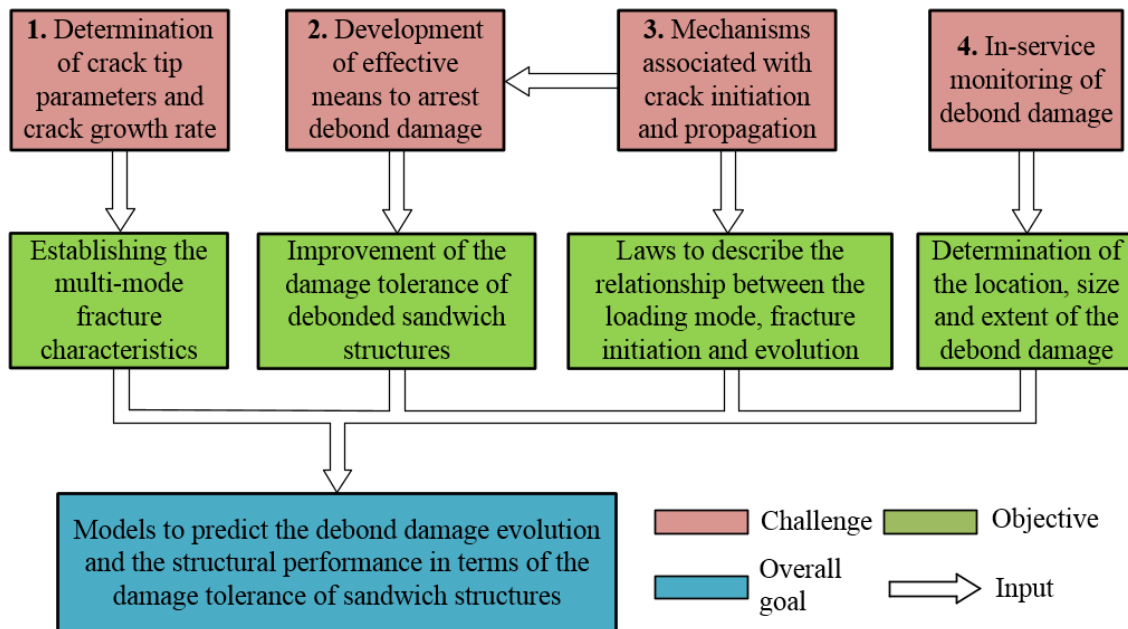 1. Determination
of crack tip
parameters and
crack growth rate
2. Development
of effective
means to arrest
debond damage
3. Mechanisms
associated with
crack initiation
and propagation
4. In-service
monitoring of
debond damage
Establishing the
multi-mode
fracture
characteristics
Improvement of the
damage tolerance of
debonded sandwich
structures
Laws to describe the
relationship between the
loading mode, fracture
initiation and evolution
Determination of
the location, size
and extent of the
debond damage
Models to predict the debond damage evolution
and the structural performance in terms of the
damage tolerance of sandwich structures
Challenge
Objective
Overall
goal
Input